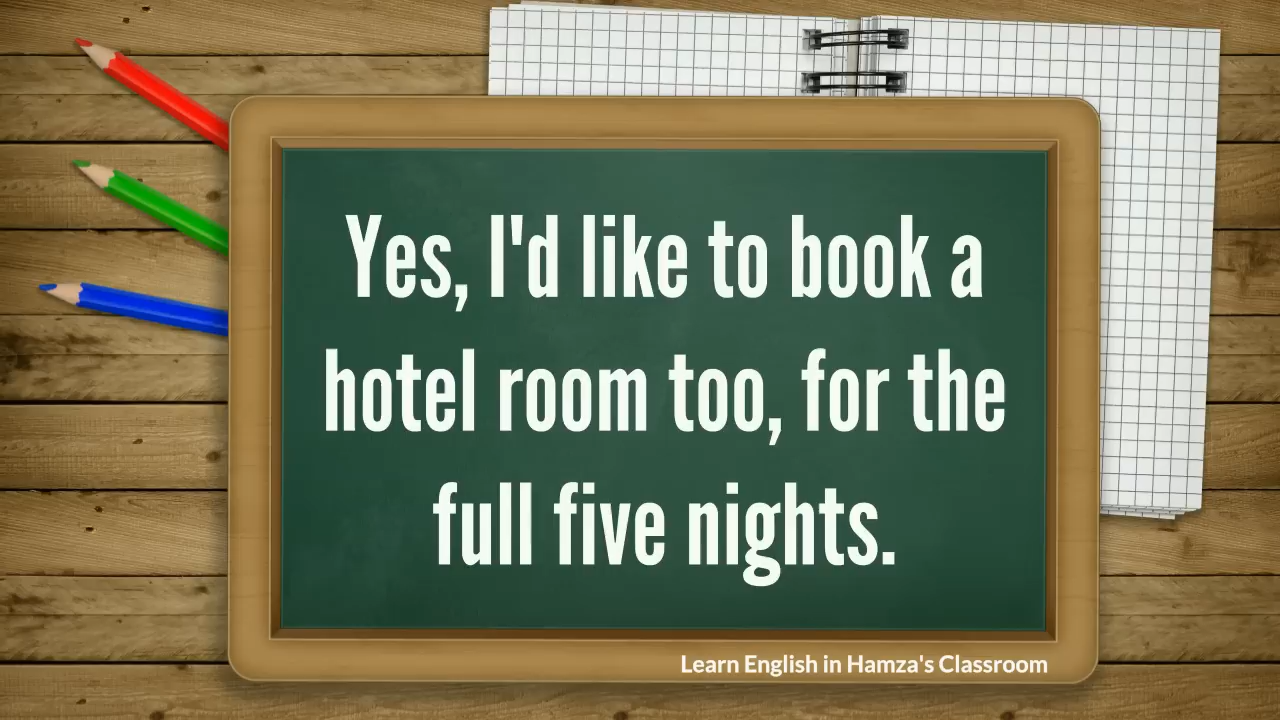 Yes, I'd like to book a
hotel room too, for the
full five nights.
Learn English in Hamza's Classroom